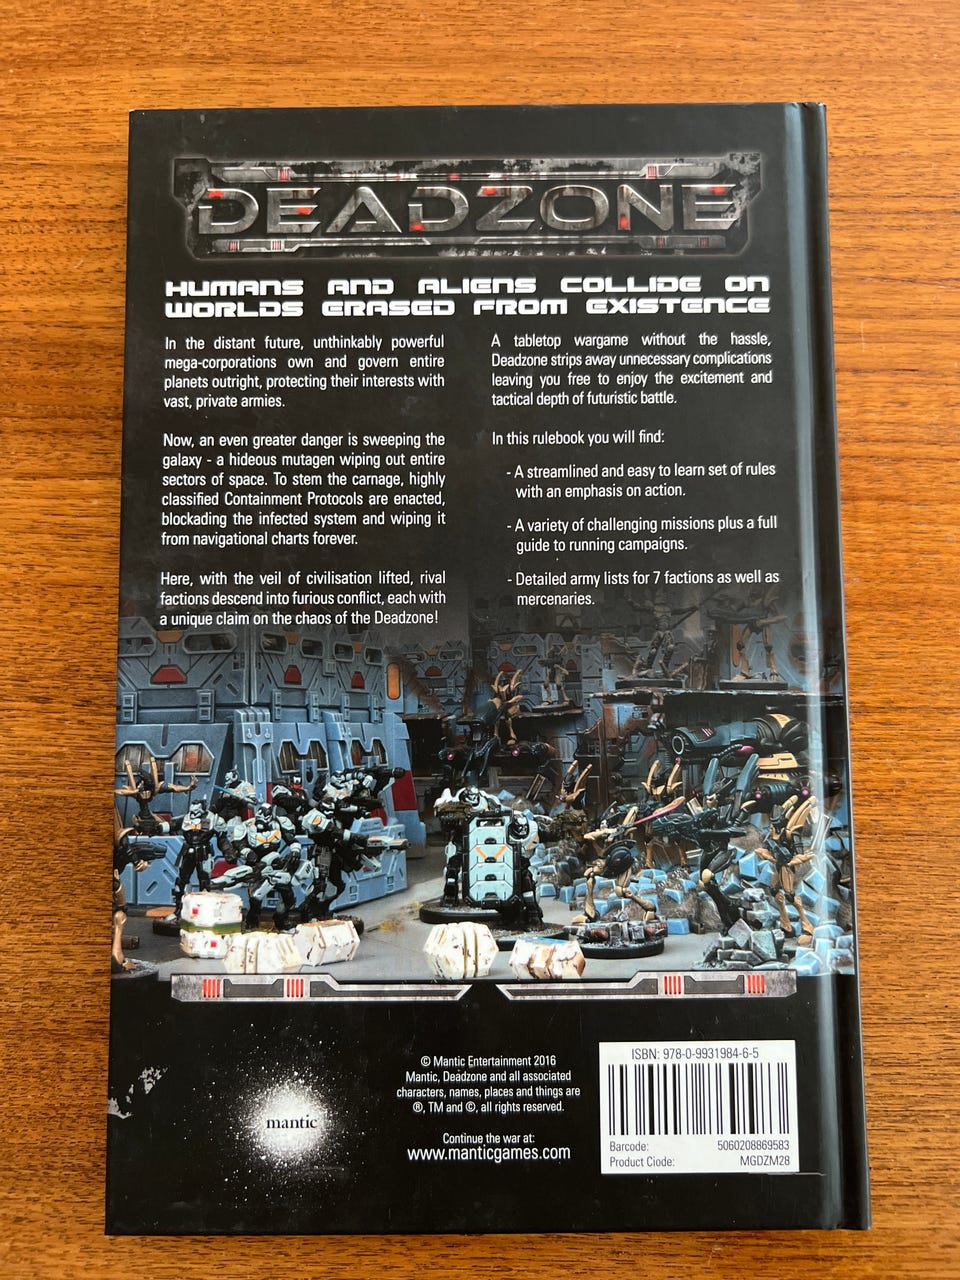 DEADZONE
HUMANS AND ALIENS COLLIDE ON
WORLDS ERASED FROM EXISTENCE
In the distant future, unthinkably powerful
mega-corporations own and govern entire
planets outright, protecting their interests with
vast, private armies.
Now, an even greater danger is sweeping the
galaxy - a hideous mutagen wiping out entire
sectors of space. To stem the carnage, highly
classified Containment Protocols are enacted,
blockading the infected system and wiping it
from navigational charts forever.
Here, with the veil of civilisation lifted, rival
factions descend into furious conflict, each with
a unique claim on the chaos of the Deadzone!
A tabletop wargame without the hassle,
Deadzone strips away unnecessary complications
leaving you free to enjoy the excitement and
tactical depth of futuristic battle.
In this rulebook you will find:
- A streamlined and easy to learn set of rules
with an emphasis on action.
- A variety of challenging missions plus a full
guide to running campaigns.
- Detailed army lists for 7 factions as well as
mercenaries.
mantic
© Mantic Entertainment 2016
Mantic, Deadzone and all associated
characters, names, places and things are
®, TM and ©, all rights reserved.
Continue the war at:
www.manticgames.com
ISBN: 978-0-9931984-6-5
Barcode: 5060208869583
Product Ciode: MGDZM28